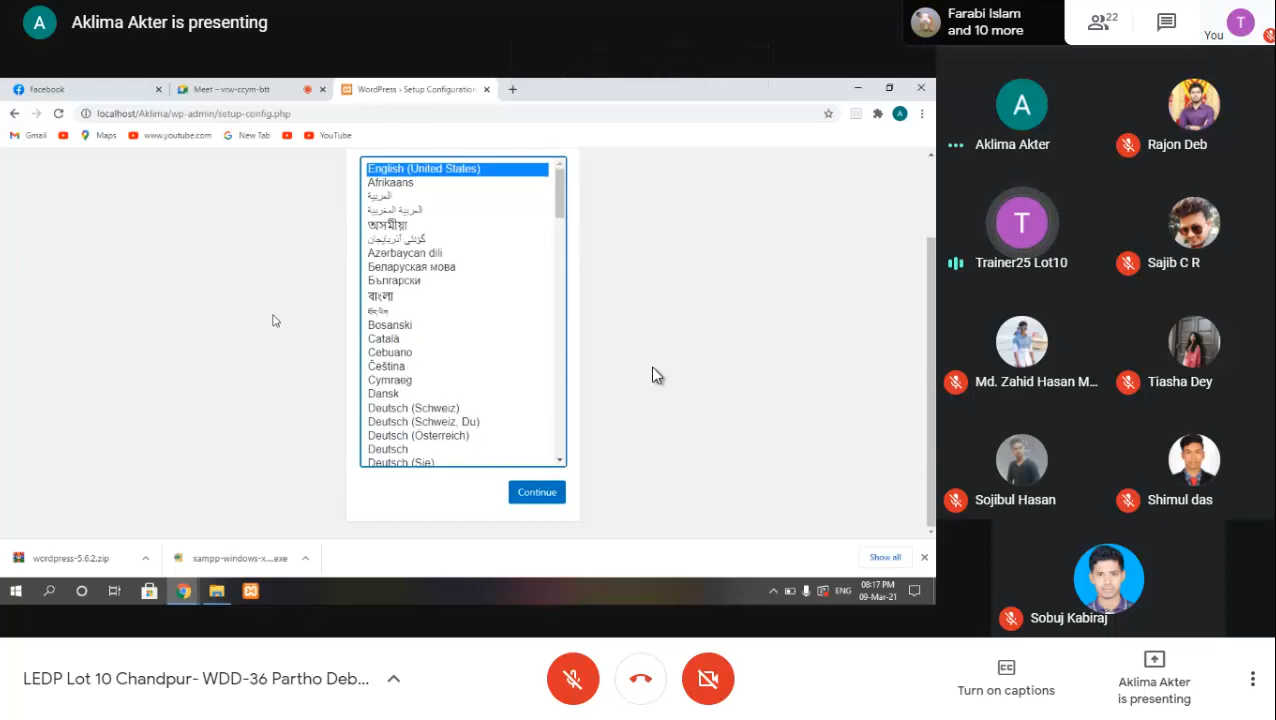 A
Aklima Akter is presenting
Farabi Islam
and 10 more
22
You
T
Facebook
Meet – vrw-ccym-btt
WordPress › Setup Configuration
localhost/Aklima/wp-admin/setup-config.php
A
Gmail
Maps
www.youtube.com
New Tab
YouTube
English (United States)
Afrikaans
العربية
العربية المغربية
অসমীয়া
گؤنئی آذربایجان
Azərbaycan dili
Беларуская мова
Български
বাংলা
Bosanski
Català
Cebuano
Čeština
Cymraeg
Dansk
Deutsch (Schweiz)
Deutsch (Schweiz, Du)
Deutsch (Österreich)
Deutsch
Deutsch (Sie)
Continue
wordpress-5.6.2.zip
xampp-windows-x....exe
Show all
ENG
08:17 PM
09-Mar-21
A
Aklima Akter
Rajon Deb
T
Trainer25 Lot10
Sajib C R
Md. Zahid Hasan M...
Tiasha Dey
Sojibul Hasan
Shimul das
Sobuj Kabiraj
LEDP Lot 10 Chandpur- WDD-36 Partho Deb...
CC
Turn on captions
Aklima Akter
is presenting